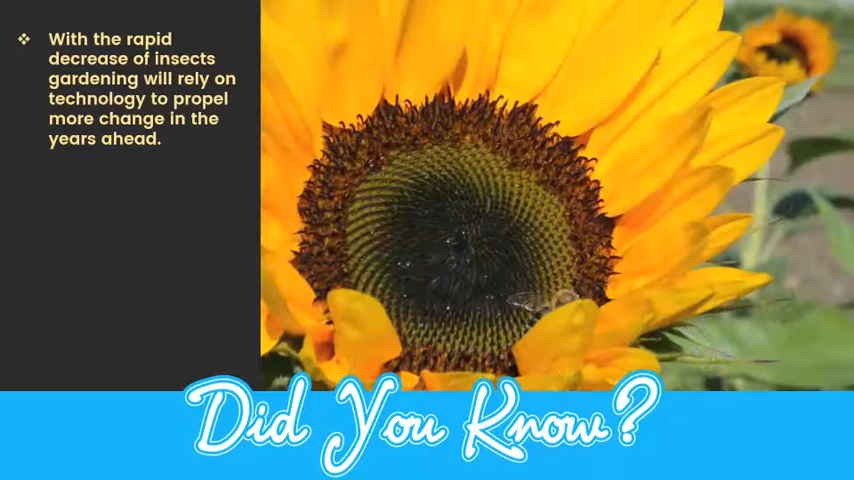 ❖ With the rapid
decrease of insects
gardening will rely on
technology to propel
more change in the
years ahead.
Did You Know?